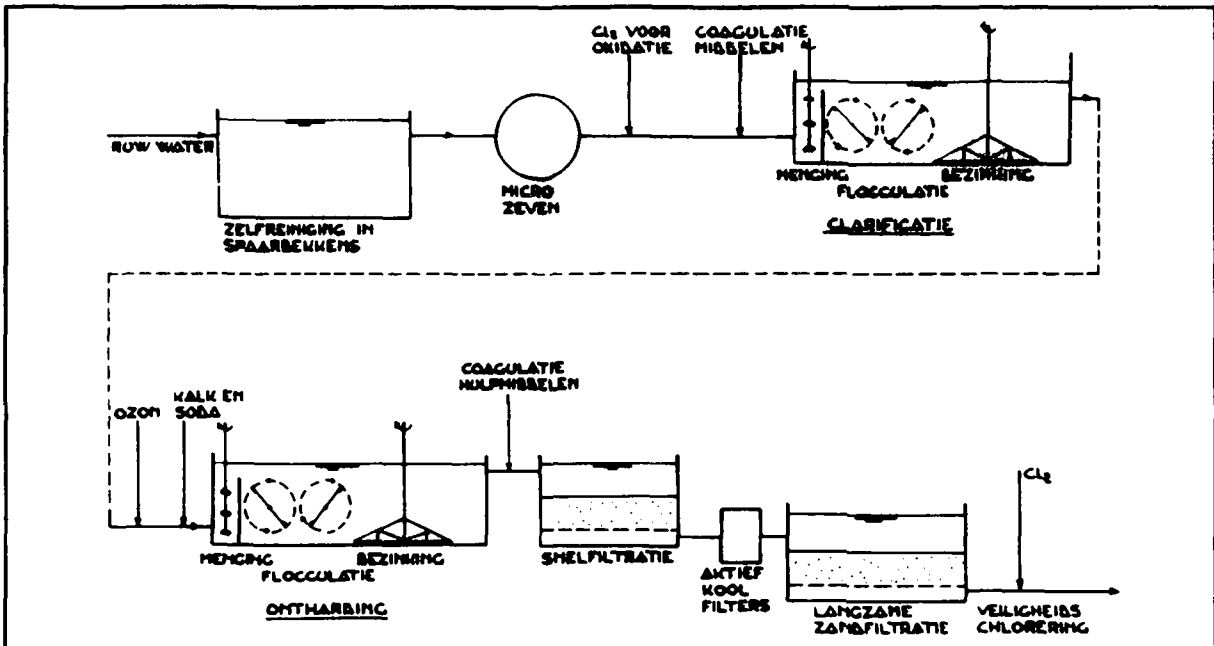 Cl₂ VOOR
OXIDATIE
COAGULATIE
MIDDELEN
RUW WATER
ZELFREINIGING IN
SPAARBEKKENS
MICRO
ZEVEN
MENGING
FLOCCULATIE
BEZINKING
CLARIFICATIE
OZON
KALK EN
SODA
COAGULATIE
HULPMIDDELEN
MENGING
FLOCCULATIE
BEZINKING
ONTHARDING
SNELFILTRATIE
AKTIEF
KOOL
FILTERS
LANGZAME
ZANDFILTRATIE
Cl₂
VEILIGHEIDS
CHLORERING